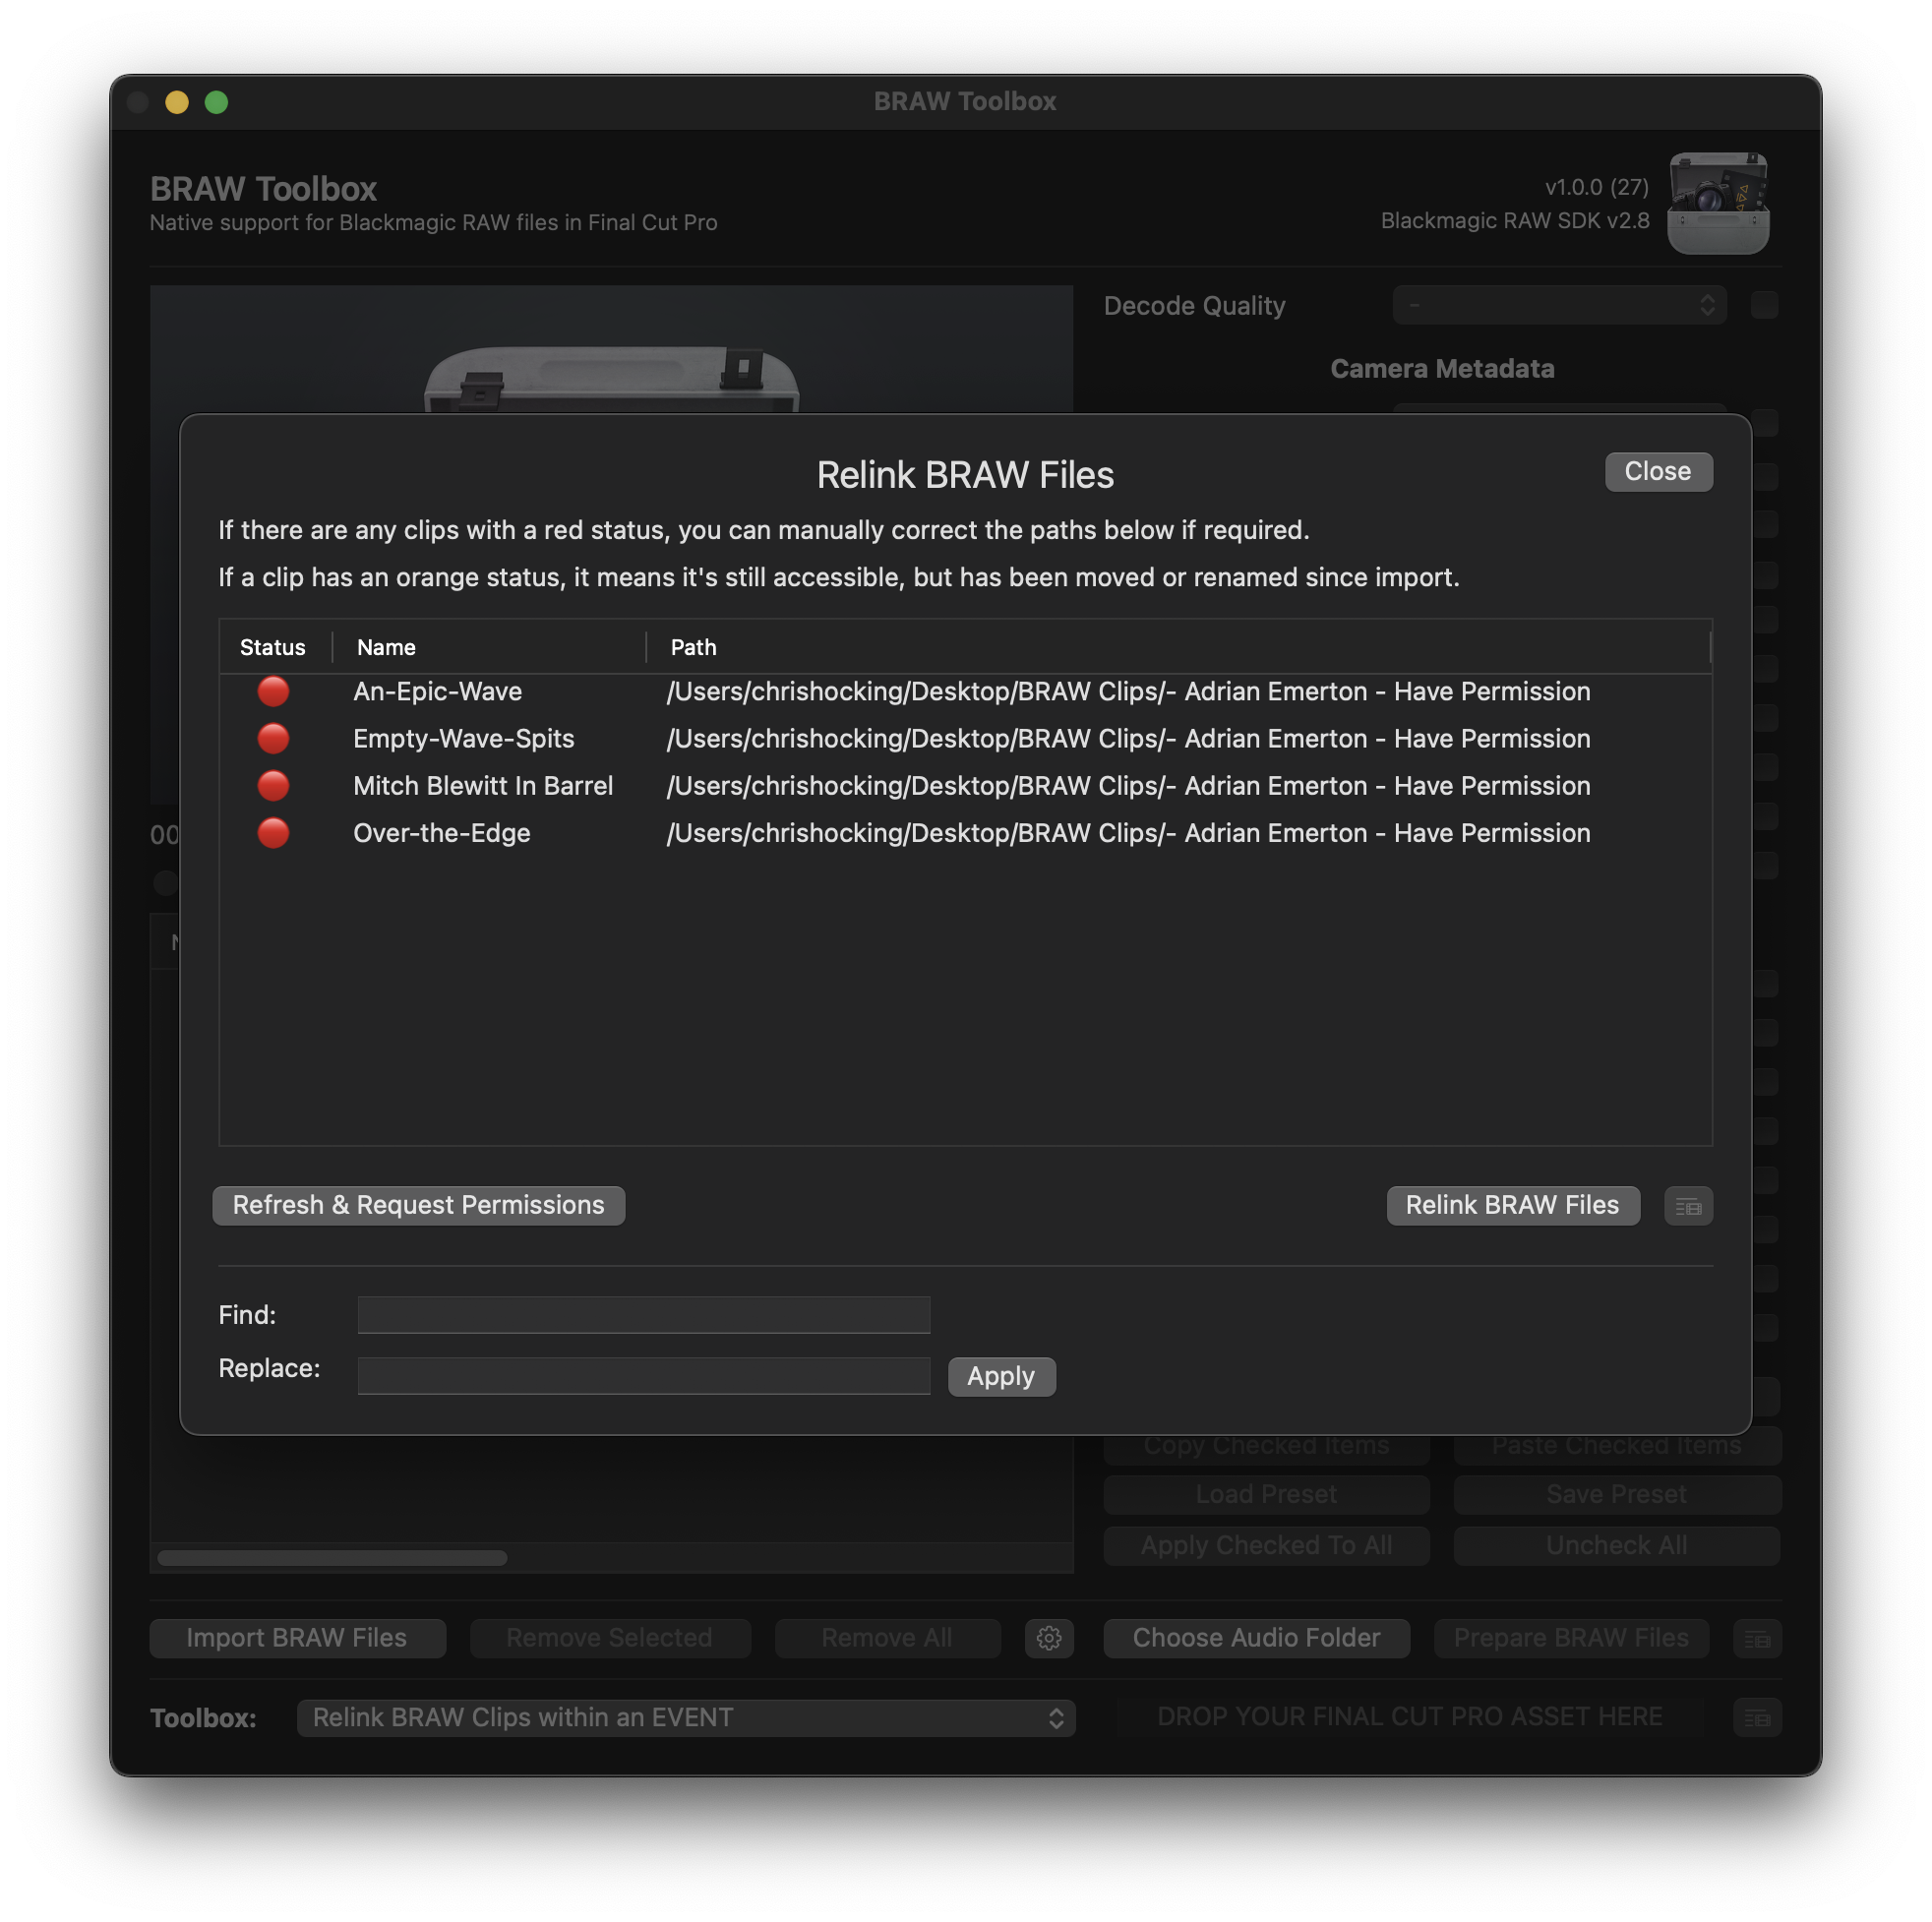 BRAW Toolbox
BRAW Toolbox
Native support for Blackmagic RAW files in Final Cut Pro
v1.0.0 (27)
Blackmagic RAW SDK v2.8
Decode Quality
-
Camera Metadata
Relink BRAW Files
Close
If there are any clips with a red status, you can manually correct the paths below if required.
If a clip has an orange status, it means it's still accessible, but has been moved or renamed since import.
Status Name Path
An-Epic-Wave /Users/chrishocking/Desktop/BRAW Clips/- Adrian Emerton - Have Permission
Empty-Wave-Spits /Users/chrishocking/Desktop/BRAW Clips/- Adrian Emerton - Have Permission
Mitch Blewitt In Barrel /Users/chrishocking/Desktop/BRAW Clips/- Adrian Emerton - Have Permission
Over-the-Edge /Users/chrishocking/Desktop/BRAW Clips/- Adrian Emerton - Have Permission
00
Refresh & Request Permissions
Relink BRAW Files
Find:
Replace:
Apply
Copy Checked Items
Paste Checked Items
Load Preset
Save Preset
Apply Checked To All
Uncheck All
Import BRAW Files
Remove Selected
Remove All
Choose Audio Folder
Prepare BRAW Files
Toolbox:
Relink BRAW Clips within an EVENT
DROP YOUR FINAL CUT PRO ASSET HERE